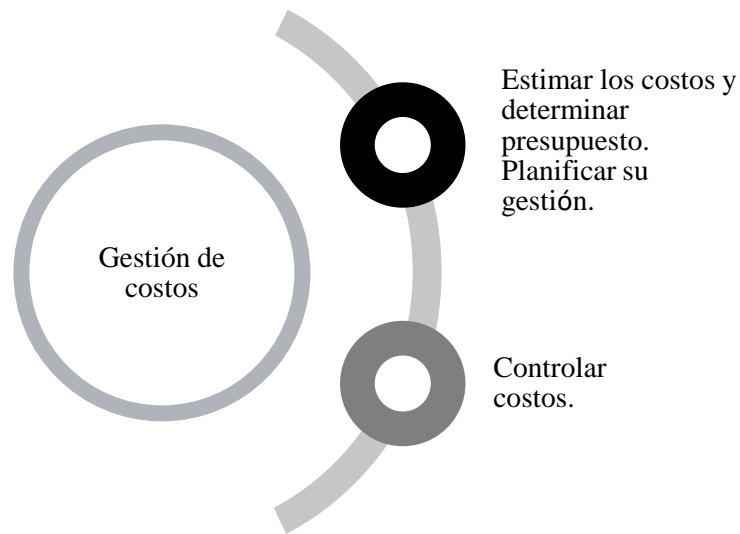 Gestión de
costos
Estimar los costos y
determinar
presupuesto.
Planificar su
gestión.
Controlar
costos.